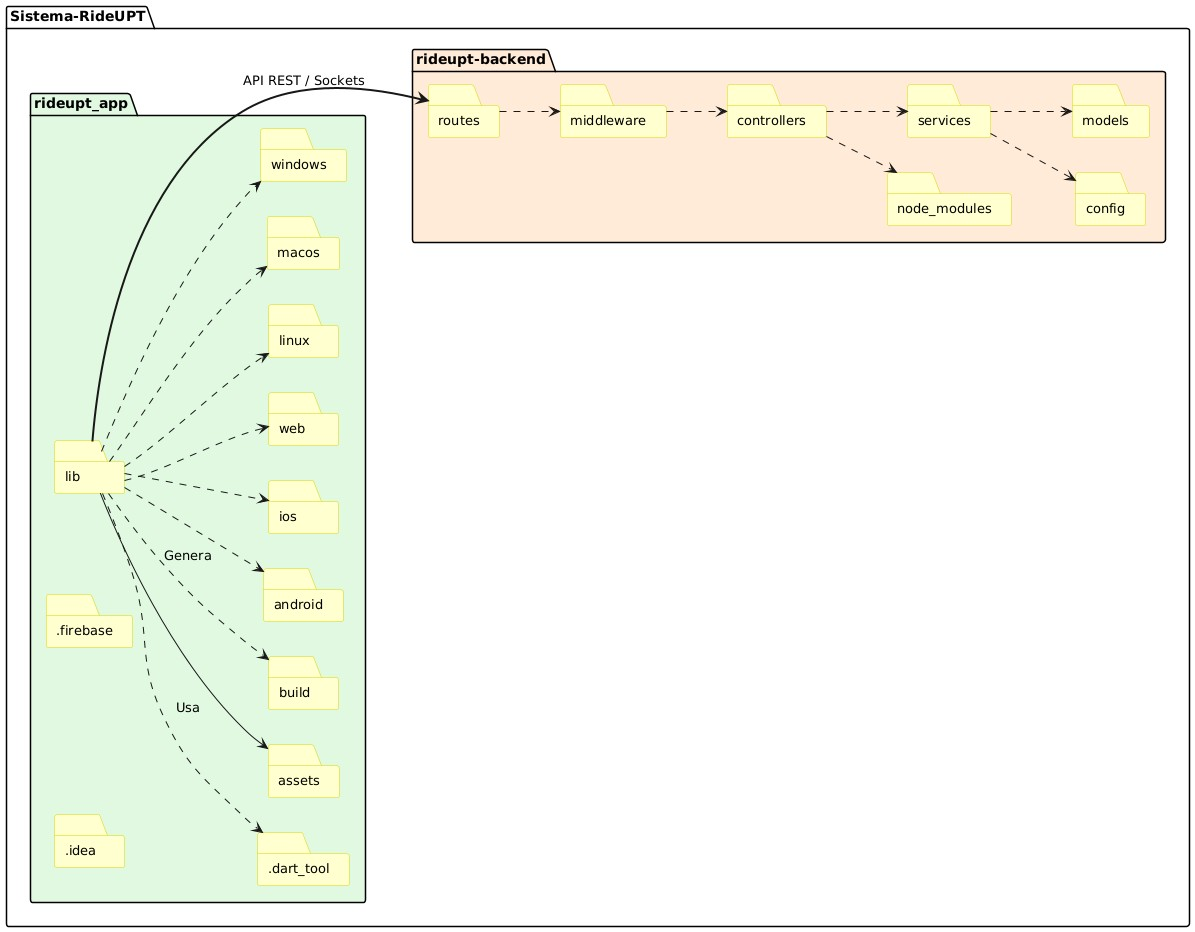 Sistema-RideUPT
rideupt-backend
API REST / Sockets
rideupt_app
routes
middleware
controllers
services
models
windows
node_modules
config
macos
linux
web
lib
ios
Genera
android
.firebase
build
Usa
assets
.idea
.dart_tool